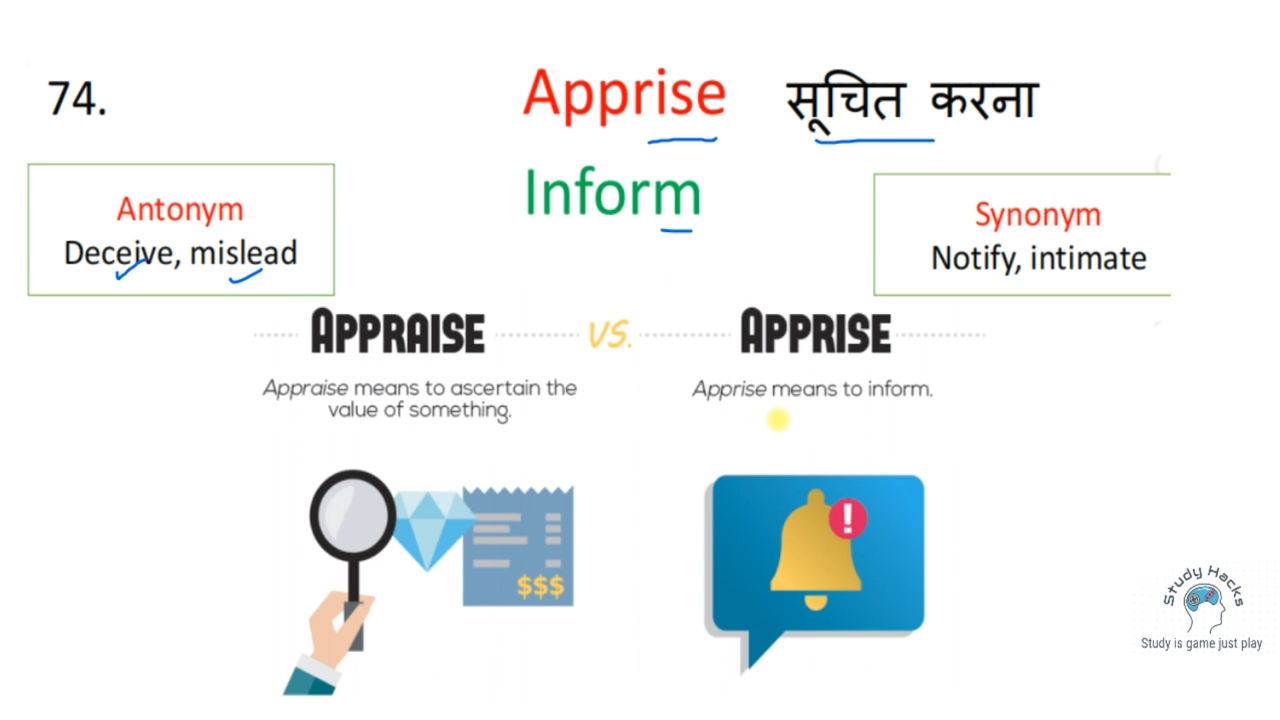 74.
Apprise सूचित करना
Inform
Antonym
Deceive, mislead
Synonym
Notify, intimate
APPRAISE VS. APPRISE
Appraise means to ascertain the
value of something.
Apprise means to inform.
!
$$$
Study Hacks
Study is game just play